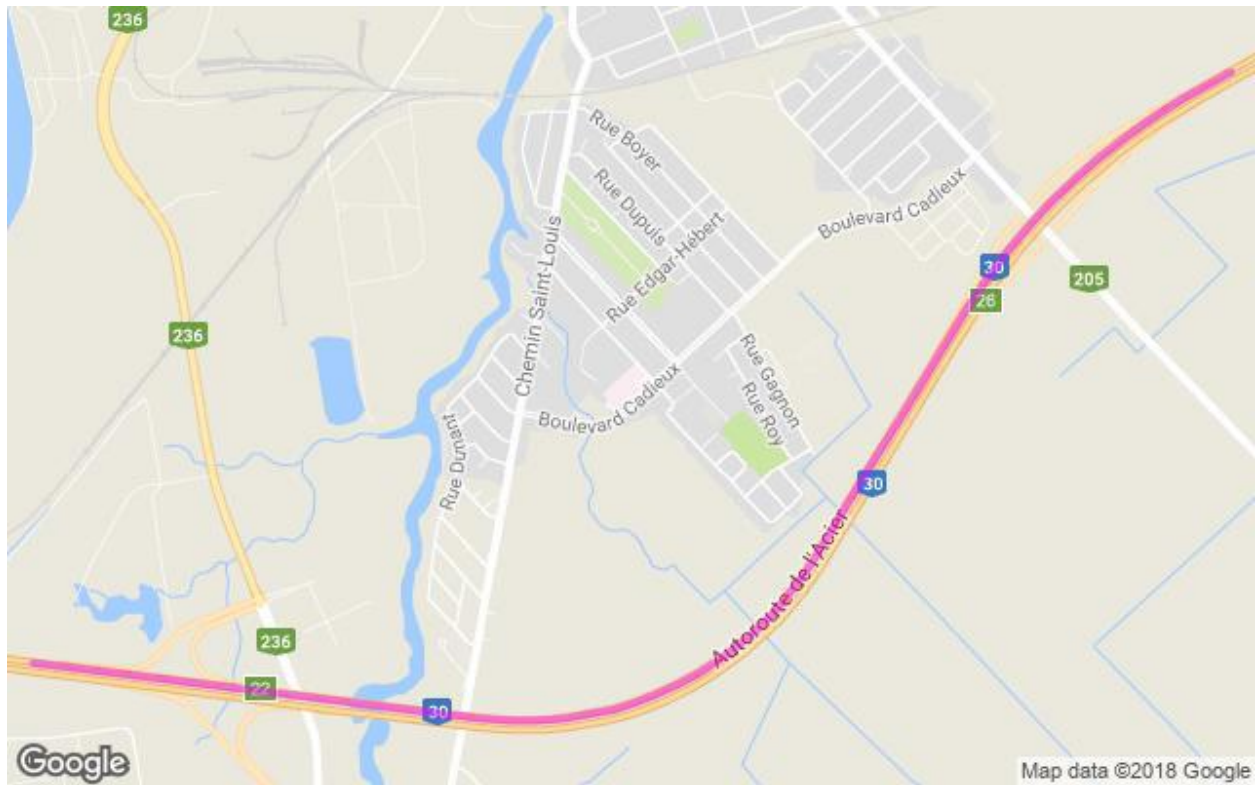 236
Rue Boyer
Rue Dupuis
Boulevard Cadieux
Chemin Saint-Louis
Rue Edgar-Hébert
30
205
26
236
Rue Gagnon
Rue Roy
Boulevard Cadieux
Rue Dumant
30
Autoroute de l'Acier
236
22
30
Google
Map data ©2018 Google